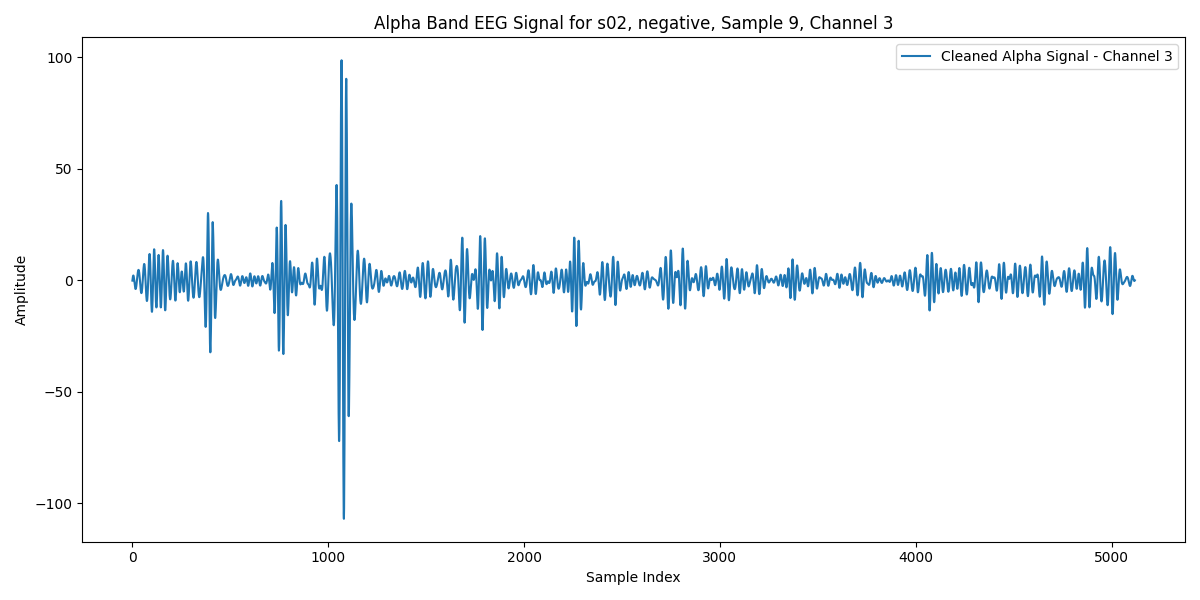 Alpha Band EEG Signal for s02, negative, Sample 9, Channel 3
Cleaned Alpha Signal - Channel 3
100
50
0
−50
−100
Amplitude
0 1000 2000 3000 4000 5000
Sample Index